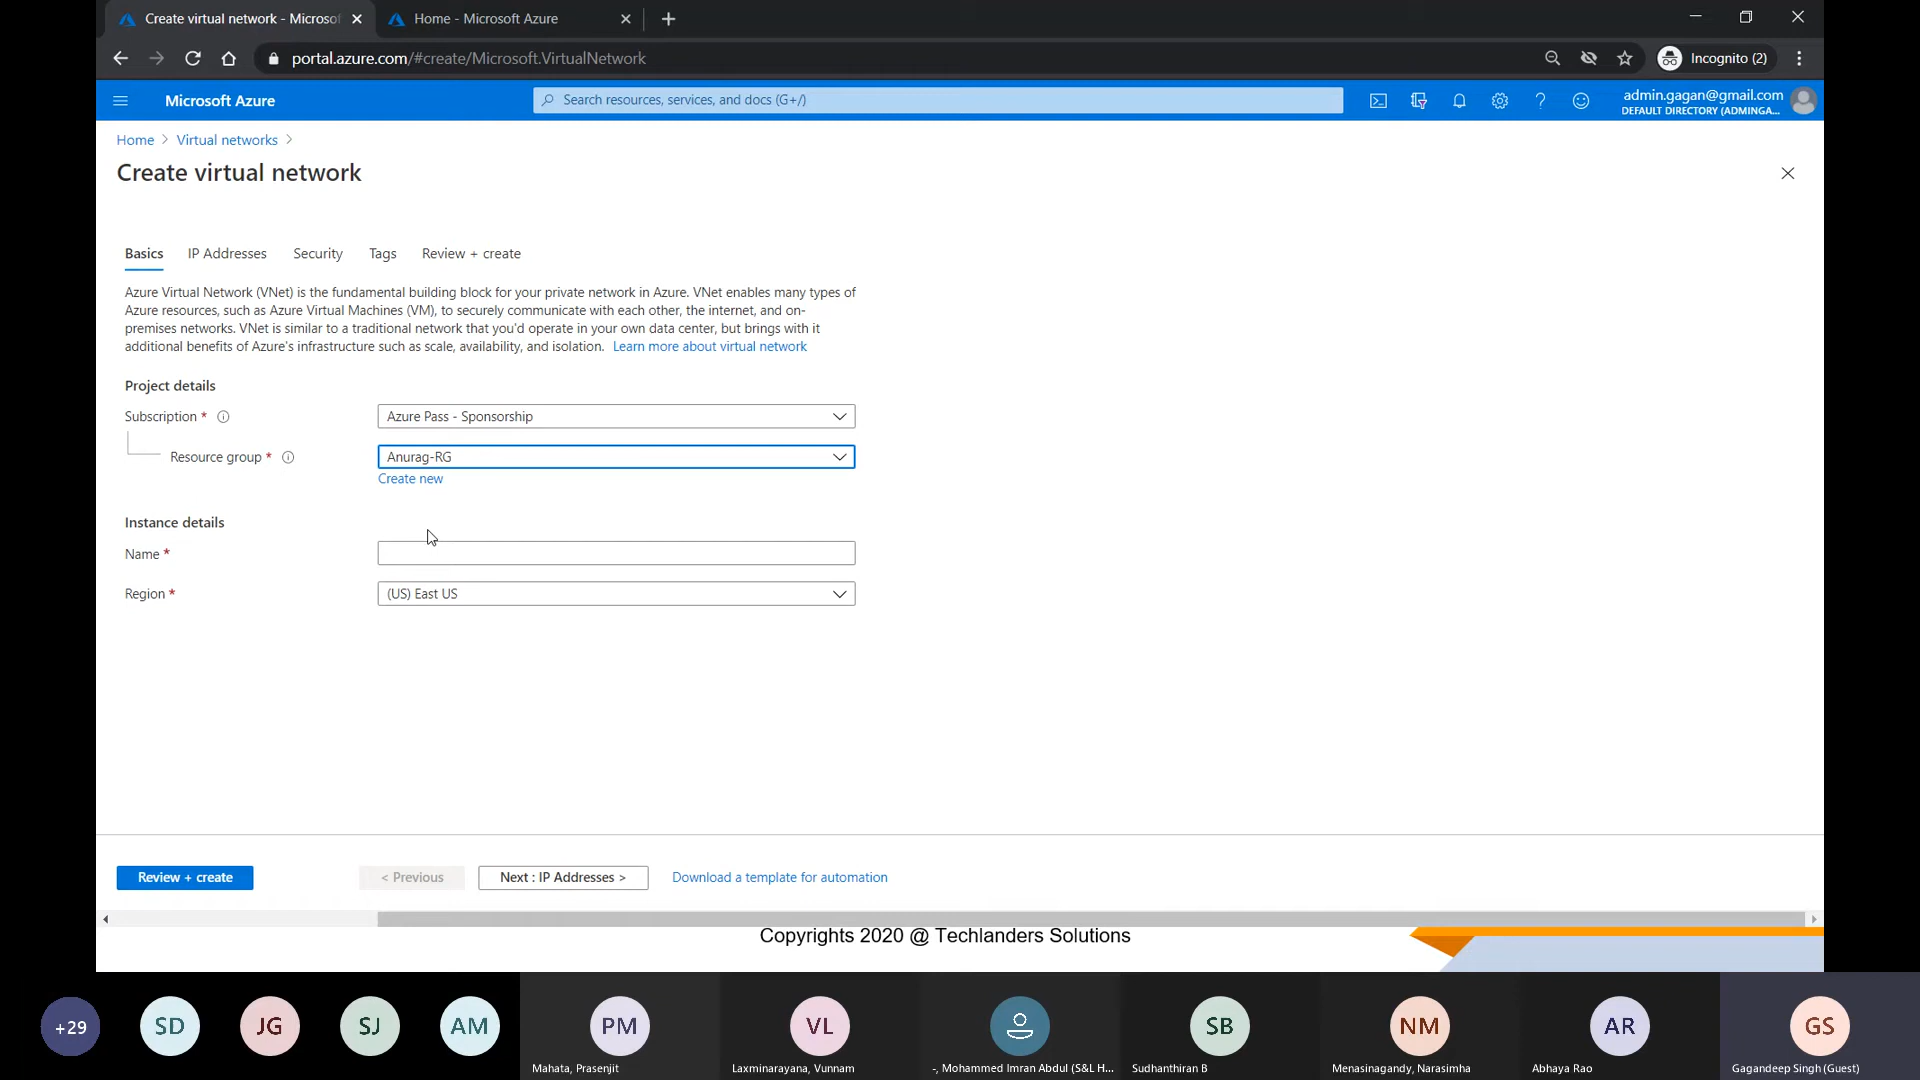 Create virtual network - Microso
Home - Microsoft Azure
portal.azure.com/#create/Microsoft.VirtualNetwork
Incognito (2)
Microsoft Azure
Search resources, services, and docs (G+/)
admin.gagan@gmail.com
DEFAULT DIRECTORY (ADMINGA...
Home > Virtual networks >
Create virtual network
Basics
IP Addresses
Security
Tags
Review + create
Azure Virtual Network (VNet) is the fundamental building block for your private network in Azure. VNet enables many types of
Azure resources, such as Azure Virtual Machines (VM), to securely communicate with each other, the internet, and on-
premises networks. VNet is similar to a traditional network that you'd operate in your own data center, but brings with it
additional benefits of Azure's infrastructure such as scale, availability, and isolation. Learn more about virtual network
Project details
Subscription *
Azure Pass - Sponsorship
Resource group *
Anurag-RG
Create new
Instance details
Name *
Region *
(US) East US
Review + create
< Previous
Next : IP Addresses >
Download a template for automation
Copyrights 2020 @ Techlanders Solutions
+29
SD
JG
SJ
AM
PM
VL
SB
NM
AR
GS
Mahata, Prasenjit
Laxminarayana, Vunnam
-, Mohammed Imran Abdul (S&L H...
Sudhanthiran B
Menasinagandy, Narasimha
Abhaya Rao
Gagandeep Singh (Guest)